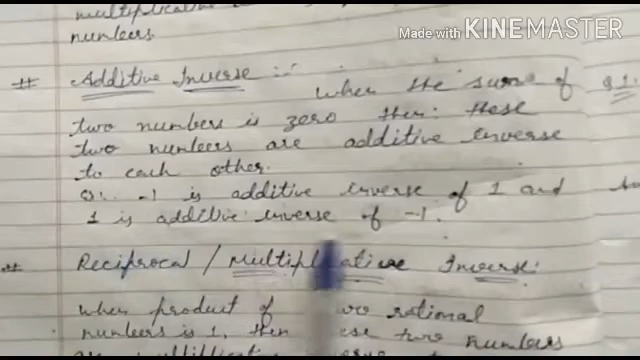 multiplicative
numbers
Made with KINEMASTER
# Additive Inverse :-
When the sum of
two numbers is zero then these
two numbers are additive inverse
to each other.
-1 is additive inverse of 1 and
1 is additive inverse of -1.
# Reciprocal / Multiplicative Inverse:
When product of two rational
numbers is 1, then these two numbers